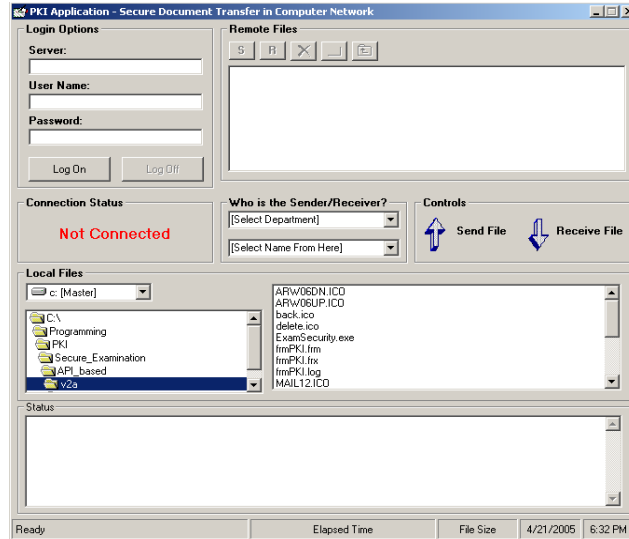 PKI Application - Secure Document Transfer in Computer Network
Login Options
Server:
User Name:
Password:
Log On
Log Off
Remote Files
S R
Connection Status
Not Connected
Who is the Sender/Receiver?
[Select Department]
[Select Name From Here]
Controls
Send File
Receive File
Local Files
c: [Master]
C:\
Programming
PKI
Secure_Examination
API_based
v2a
ARW06DN.ICO
ARW06UP.ICO
back.ico
delete.ico
ExamSecurity.exe
frmPKI.frm
frmPKI.frx
frmPKI.log
MAIL12.ICO
Status
Ready
Elapsed Time
File Size
4/21/2005
6:32 PM